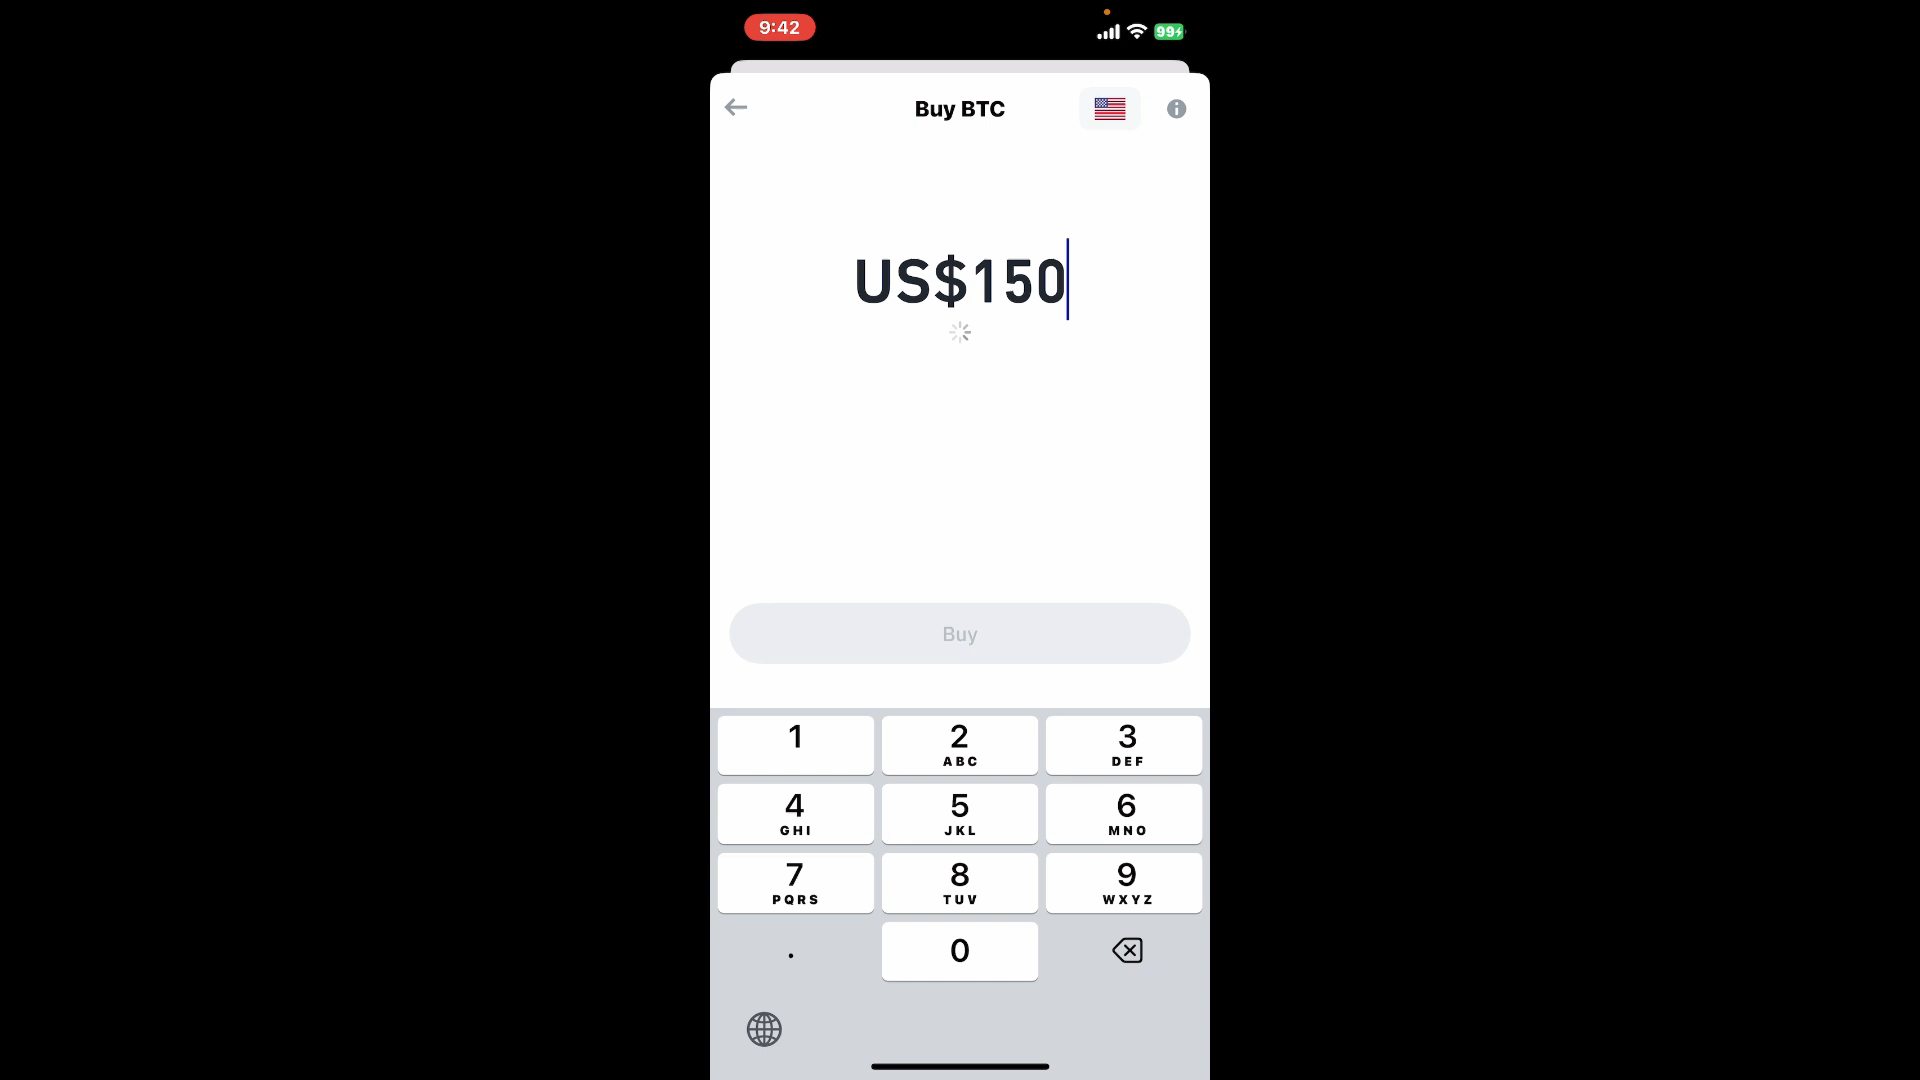 9:42
99
Buy BTC
US$150
Buy
1
2
ABC
3
DEF
4
GHI
5
JKL
6
MNO
7
PQRS
8
TUV
9
WXYZ
.
0